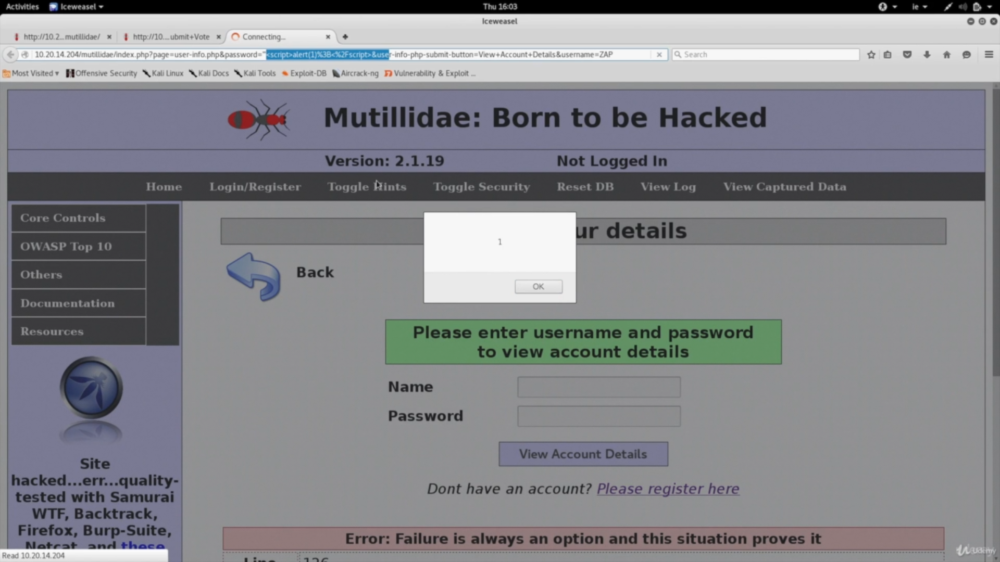 Activities Iceweasel Thu 16:03 ie
Iceweasel
http://10.2...mutillidae/ http://10....ubmit+Vote Connecting...
10.20.14.204/mutillidae/index.php?page=user-info.php&password="<script>alert(1)%3B<%2Fscript>&user-info-php-submit-button=View+Account+Details&username=ZAP Search
Most Visited Offensive Security Kali Linux Kali Docs Kali Tools Exploit-DB Aircrack-ng Vulnerability & Exploit ...
Mutillidae: Born to be Hacked
Version: 2.1.19 Not Logged In
Home Login/Register Toggle Hints Toggle Security Reset DB View Log View Captured Data
Core Controls
OWASP Top 10
Others
Documentation
Resources
ur details
1
OK
Back
Please enter username and password
to view account details
Name
Password
View Account Details
Dont have an account? Please register here
Site
hacked...err...quality-
tested with Samurai
WTF, Backtrack,
Firefox, Burp-Suite,
Netcat, and these
Error: Failure is always an option and this situation proves it
Line 126
Read 10.20.14.204
Udemy